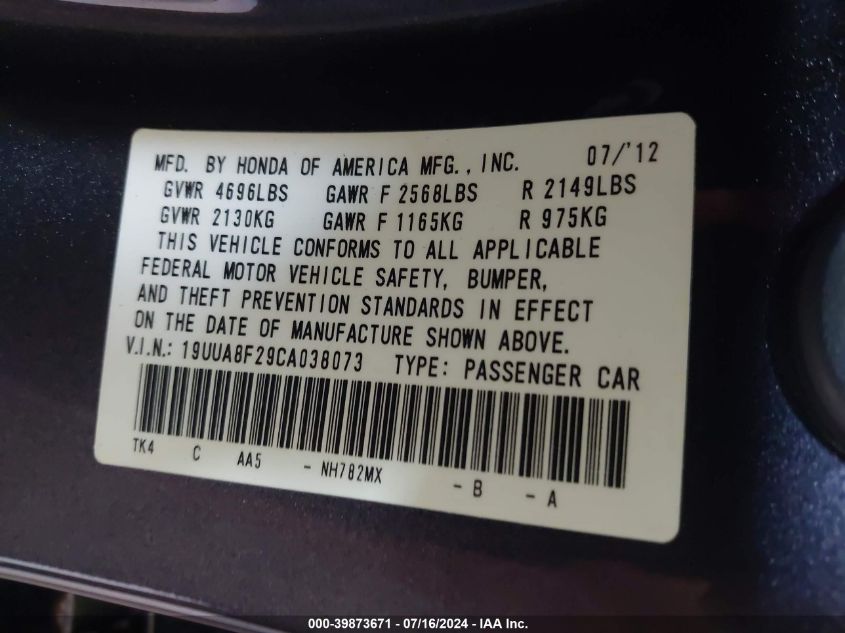 MFD. BY HONDA OF AMERICA MFG., INC. 07/'12
GVWR 4696LBS GAWR F 2568LBS R 2149LBS
GVWR 2130KG GAWR F 1165KG R 975KG
THIS VEHICLE CONFORMS TO ALL APPLICABLE
FEDERAL MOTOR VEHICLE SAFETY, BUMPER,
AND THEFT PREVENTION STANDARDS IN EFFECT
ON THE DATE OF MANUFACTURE SHOWN ABOVE.
V.I.N.: 19UUA8F29CA038073 TYPE: PASSENGER CAR
TK4 C AA5 - NH782MX - B - A
000-39873671 - 07/16/2024 - IAA Inc.